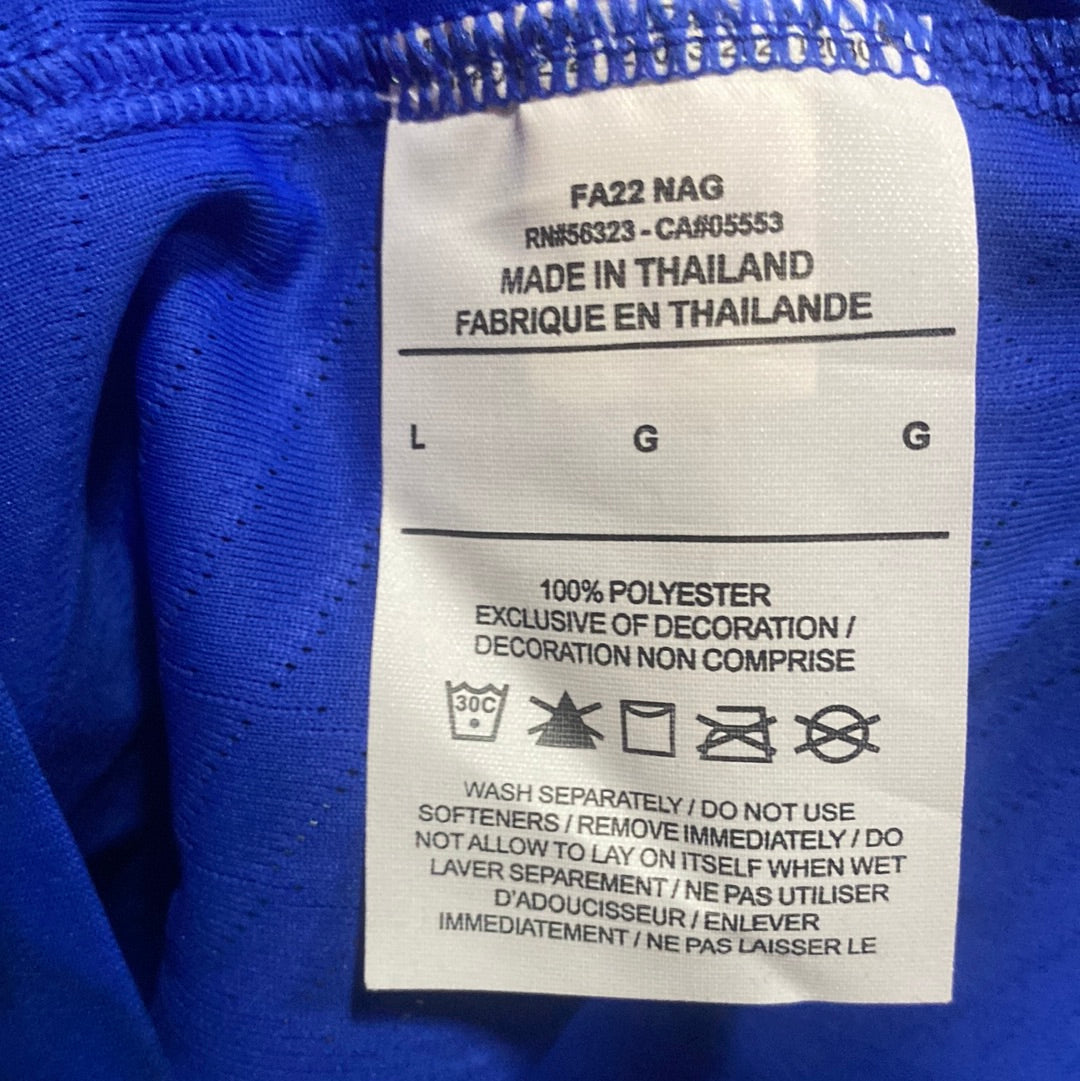 FA22 NAG
RN#56323 - CA#05553
MADE IN THAILAND
FABRIQUE EN THAILANDE
L G G
100% POLYESTER
EXCLUSIVE OF DECORATION /
DECORATION NON COMPRISE
30C
WASH SEPARATELY / DO NOT USE
SOFTENERS / REMOVE IMMEDIATELY / DO
NOT ALLOW TO LAY ON ITSELF WHEN WET
LAVER SEPAREMENT / NE PAS UTILISER
D'ADOUCISSEUR / ENLEVER
IMMEDIATEMENT / NE PAS LAISSER LE